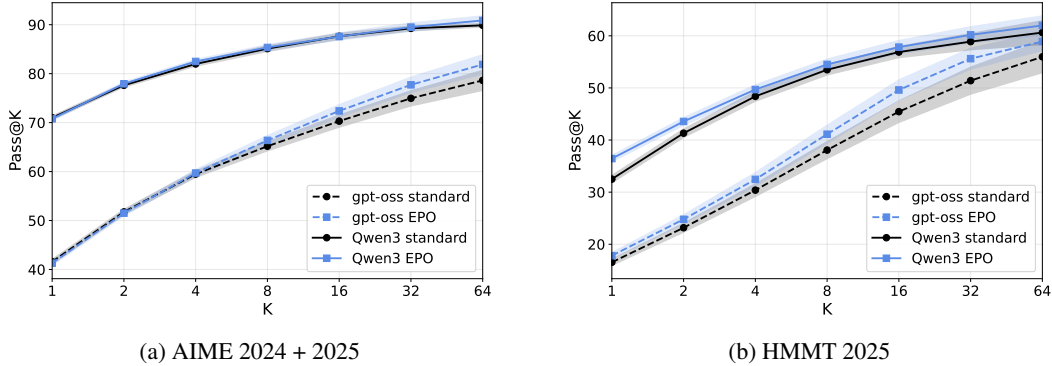 90
80
70
60
50
40
Pass@K
1 2 4 8 16 32 64
K
gpt-oss standard
gpt-oss EPO
Qwen3 standard
Qwen3 EPO
(a) AIME 2024 + 2025
60
50
40
30
20
Pass@K
1 2 4 8 16 32 64
K
gpt-oss standard
gpt-oss EPO
Qwen3 standard
Qwen3 EPO
(b) HMMT 2025